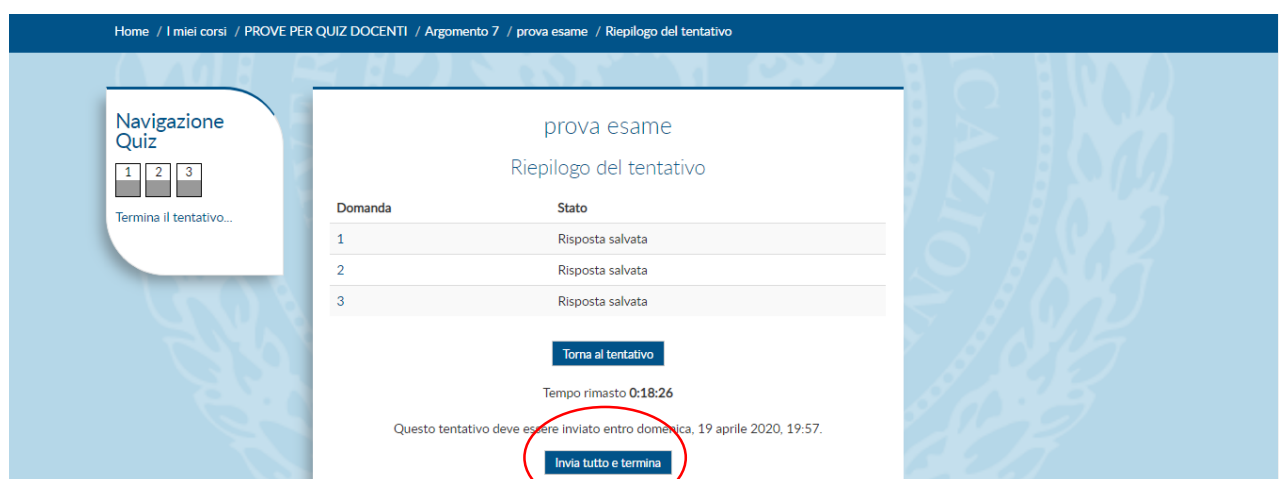 Home / I miei corsi / PROVE PER QUIZ DOCENTI / Argomento 7 / prova esame / Riepilogo del tentativo
Navigazione
Quiz
1 2 3
Termina il tentativo...
prova esame
Riepilogo del tentativo
Domanda Stato
1 Risposta salvata
2 Risposta salvata
3 Risposta salvata
Torna al tentativo
Tempo rimasto 0:18:26
Questo tentativo deve essere inviato entro domenica, 19 aprile 2020, 19:57.
Invia tutto e termina